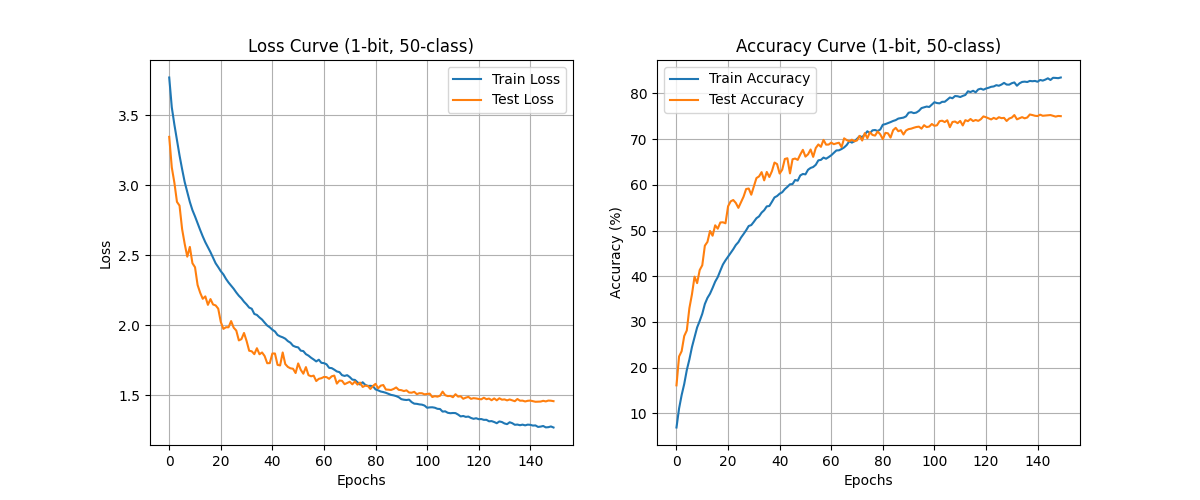 Loss Curve (1-bit, 50-class)
Train Loss
Test Loss
3.5
3.0
2.5
2.0
1.5
Loss
0 20 40 60 80 100 120 140
Epochs
Accuracy Curve (1-bit, 50-class)
Train Accuracy
Test Accuracy
80
70
60
50
40
30
20
10
Accuracy (%)
0 20 40 60 80 100 120 140
Epochs